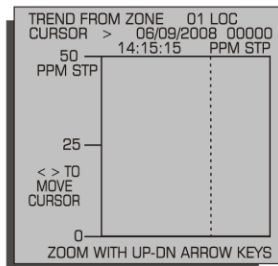 TREND FROM ZONE 01 LOC
CURSOR > 06/09/2008 00000
14:15:15 PPM STP
50
PPM STP
25
< > TO
MOVE
CURSOR
0
ZOOM WITH UP-DN ARROW KEYS